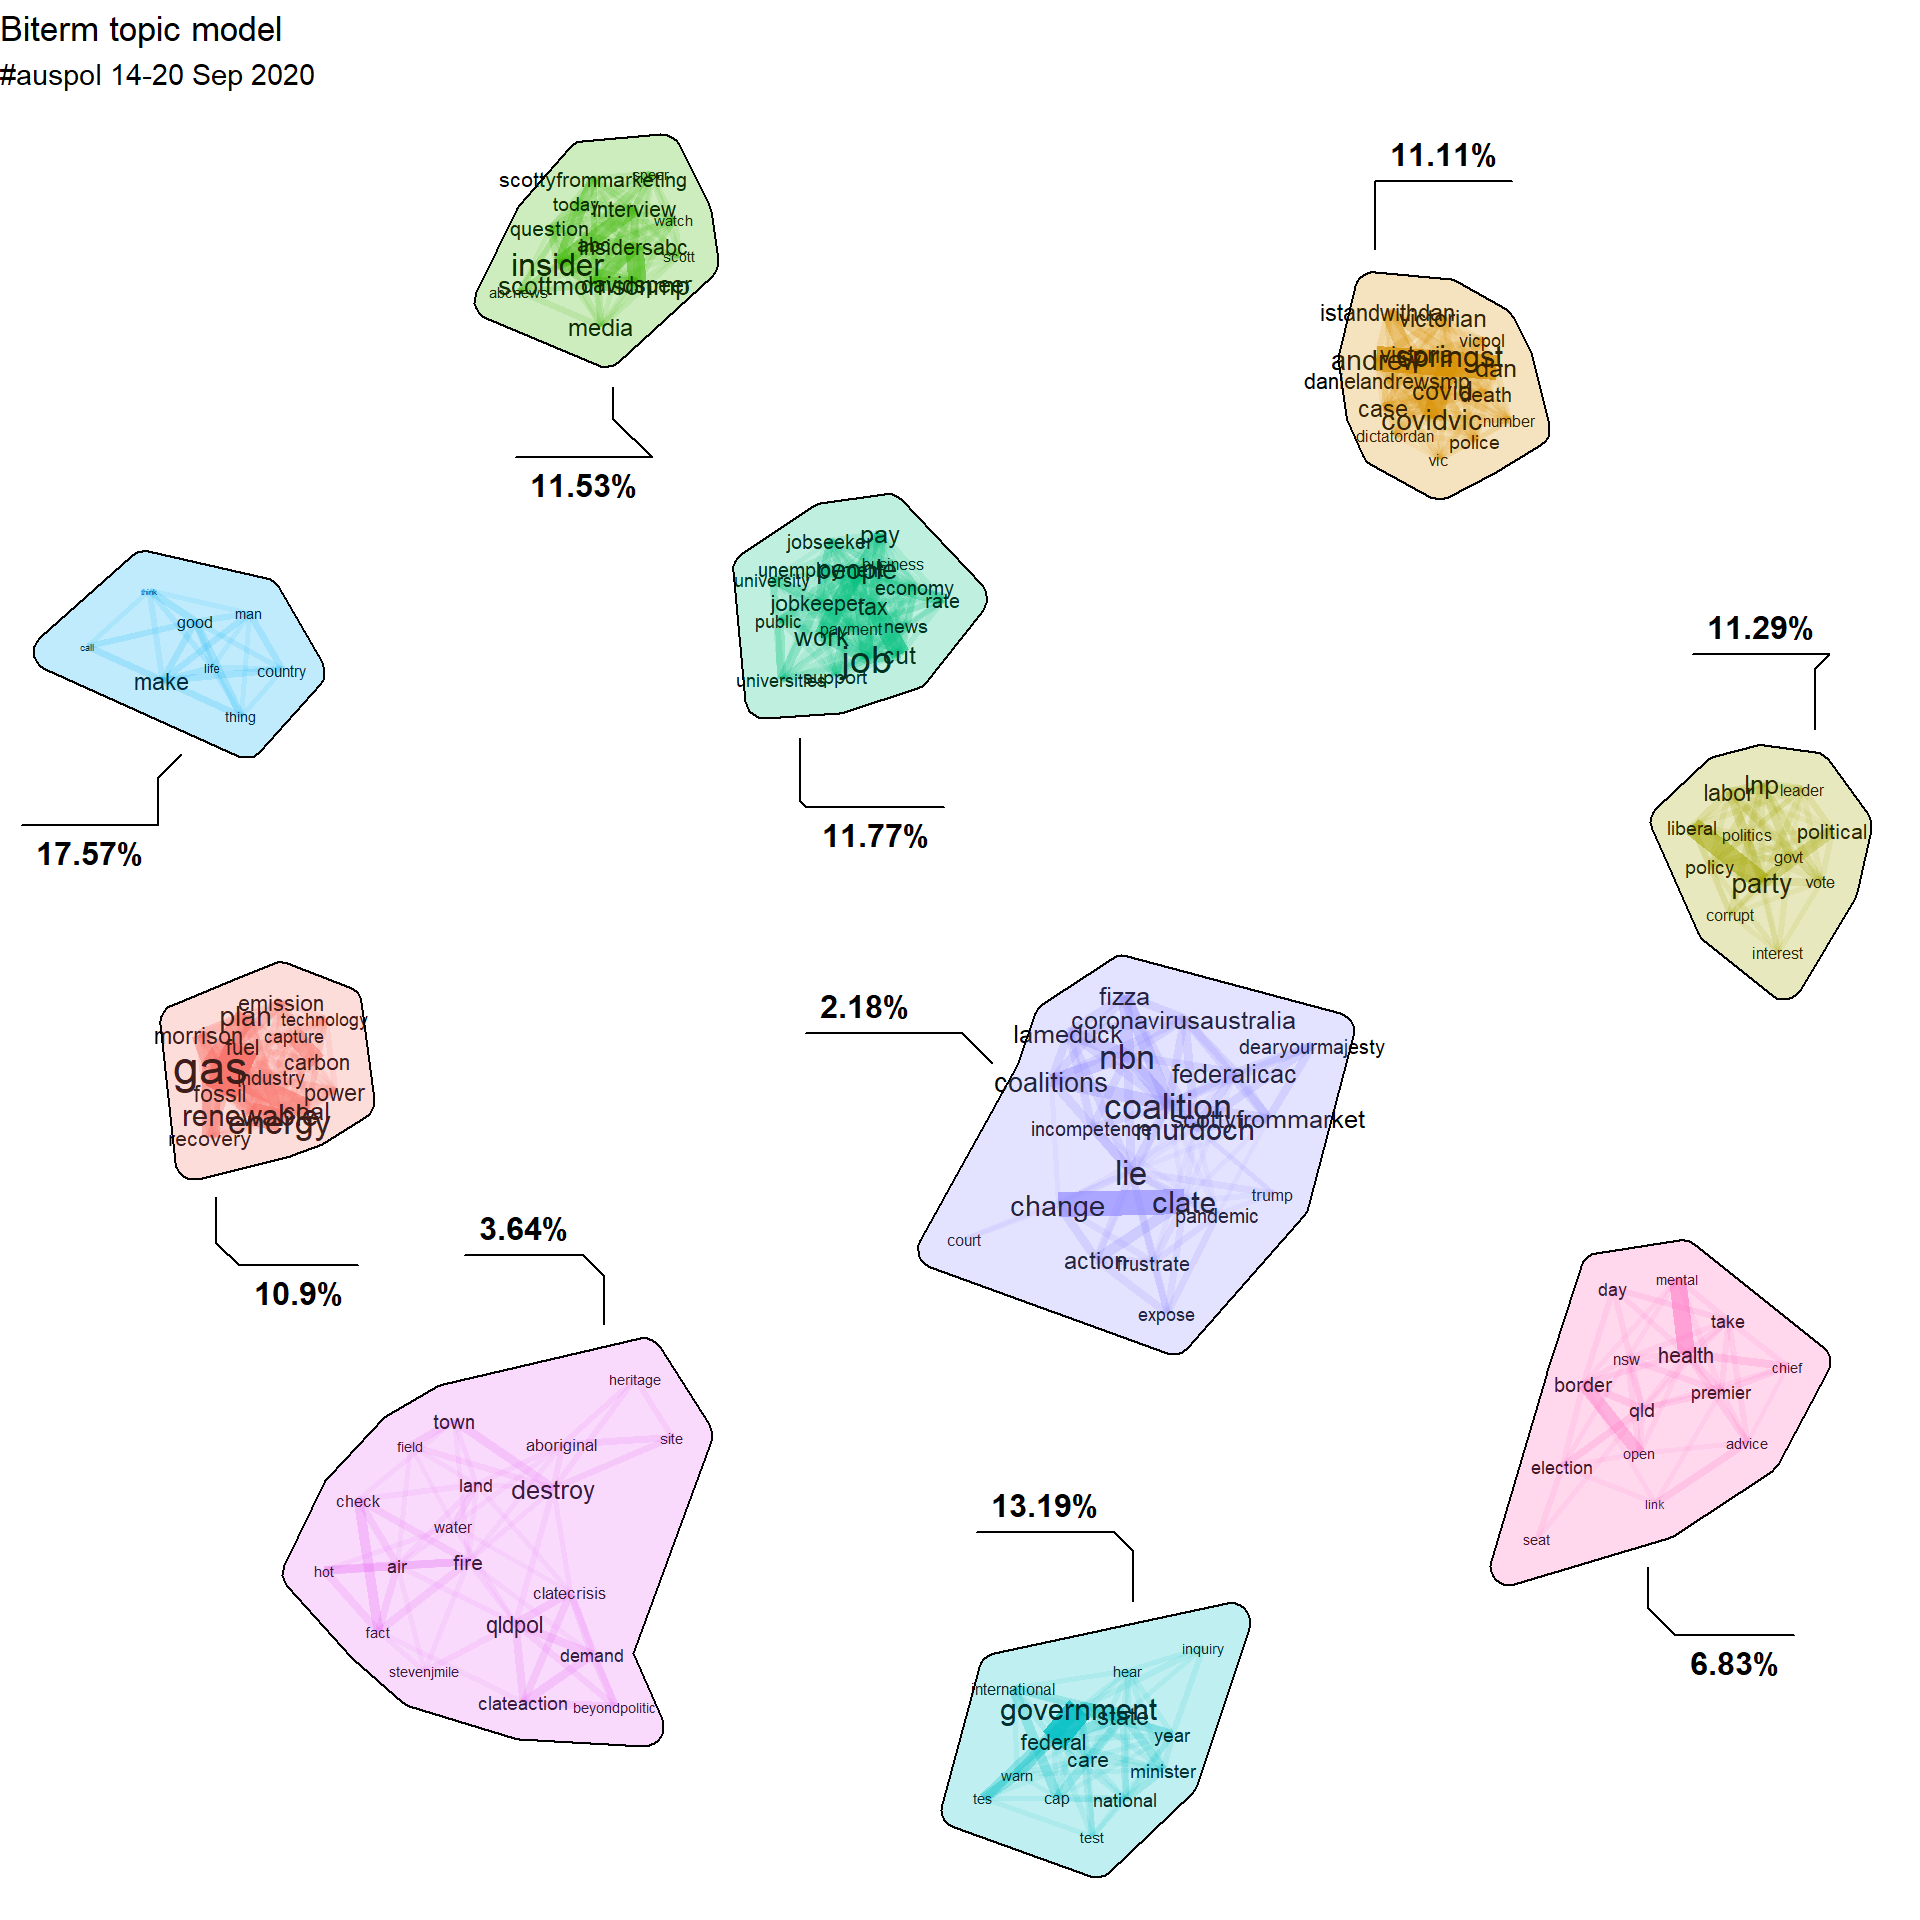 Biterm topic model
#auspol 14-20 Sep 2020
scottyfrommarketing
spear
today
interview
question
watch
abc
insidersabc
scott
insider
scottmorrisonmp
davidspeer
abcnews
media
11.53%
11.11%
istandwithdan
victorian
vicpol
andrew
victoria
springst
dan
danielandrewsmp
covid
death
case
covidvic
number
dictatordan
police
vic
think
good
man
call
life
make
country
thing
17.57%
jobseeker
pay
unemployment
people
business
university
economy
jobkeeper
tax
rate
public
payment
news
work
job
cut
universities
support
11.77%
11.29%
labor
lnp
leader
liberal
politics
political
policy
govt
party
vote
corrupt
interest
emission
plan
technology
morrison
fuel
capture
gas
carbon
industry
fossil
power
renewable
coal
energy
recovery
10.9%
2.18%
fizza
coronavirusaustralia
lameduck
nbn
dearyourmajesty
coalitions
federalicac
coalition
scottyfrommarket
incompetence
murdoch
lie
change
clate
trump
pandemic
court
action
frustrate
expose
3.64%
heritage
town
field
aboriginal
site
land
destroy
check
water
hot
air
fire
clatecrisis
qldpol
fact
demand
stevenjmile
clateaction
beyondpolitic
13.19%
inquiry
hear
international
government
state
federal
year
care
warn
minister
tes
cap
national
test
day
mental
take
nsw
health
chief
border
premier
qld
open
advice
election
link
seat
6.83%